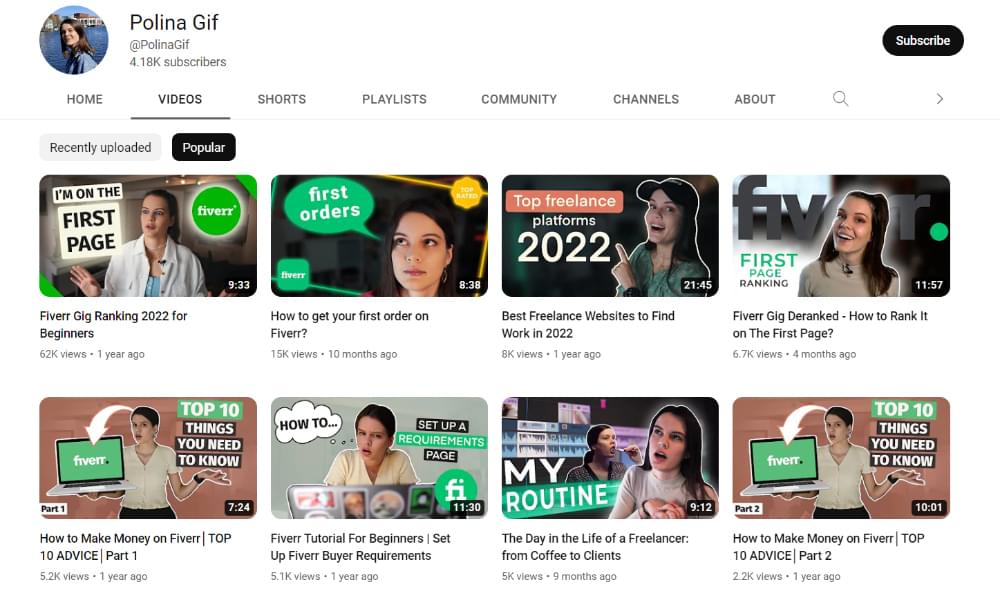 Polina Gif
@PolinaGif
4.18K subscribers
Subscribe
HOME VIDEOS SHORTS PLAYLISTS COMMUNITY CHANNELS ABOUT
Recently uploaded Popular
I'M ON THE
FIRST
PAGE
fiverr
9:33
first
orders
TOP
RATED
fiverr
8:38
Top freelance
platforms
2022
21:45
fiverr
FIRST
PAGE
RANKING
11:57
Fiverr Gig Ranking 2022 for
Beginners
62K views • 1 year ago
How to get your first order on
Fiverr?
15K views • 10 months ago
Best Freelance Websites to Find
Work in 2022
8K views • 1 year ago
Fiverr Gig Deranked - How to Rank It
on The First Page?
6.7K views • 4 months ago
TOP 10
THINGS
YOU NEED
TO KNOW
fiverr.
Part 1
7:24
HOW TO...
SET UP A
REQUIREMENTS
PAGE
fi
11:30
MY
ROUTINE
9:12
TOP 10
THINGS
YOU NEED
TO KNOW
fiverr.
Part 2
10:01
How to Make Money on Fiverr│TOP
10 ADVICE│Part 1
5.2K views • 1 year ago
Fiverr Tutorial For Beginners | Set
Up Fiverr Buyer Requirements
5.1K views • 1 year ago
The Day in the Life of a Freelancer:
from Coffee to Clients
5K views • 9 months ago
How to Make Money on Fiverr│TOP
10 ADVICE│Part 2
2.2K views • 1 year ago